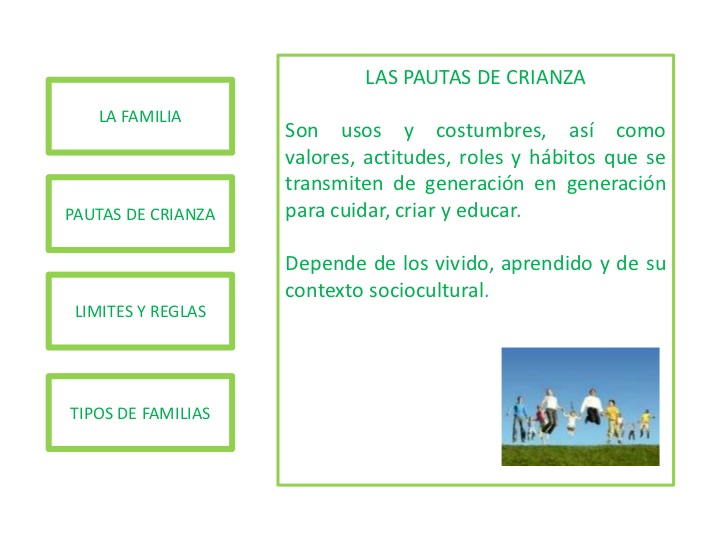 LA FAMILIA
PAUTAS DE CRIANZA
LIMITES Y REGLAS
TIPOS DE FAMILIAS
LAS PAUTAS DE CRIANZA
Son usos y costumbres, así como
valores, actitudes, roles y hábitos que se
transmiten de generación en generación
para cuidar, criar y educar.
Depende de los vivido, aprendido y de su
contexto sociocultural.